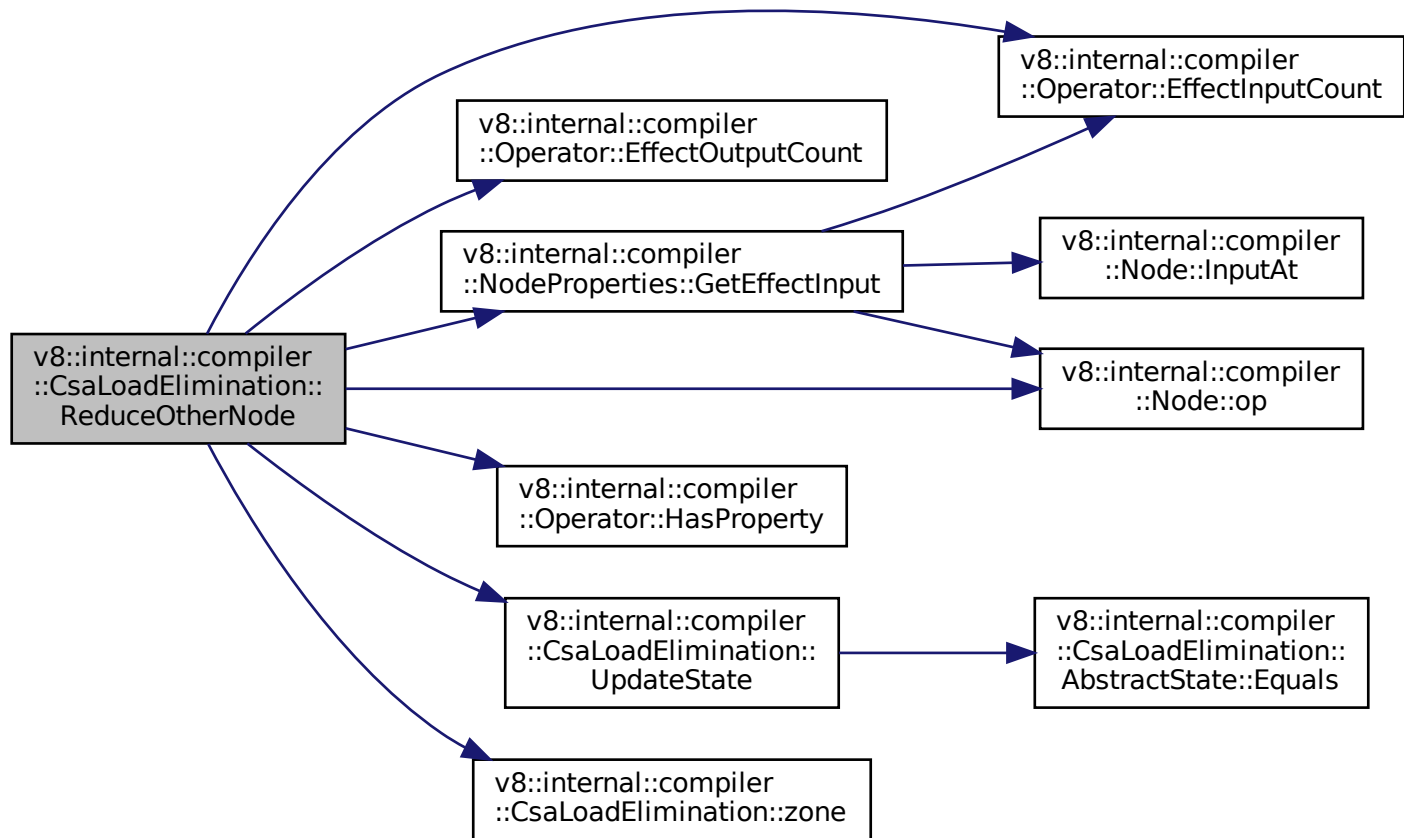 v8::internal::compiler
::Operator::EffectInputCount
v8::internal::compiler
::Operator::EffectOutputCount
v8::internal::compiler
::NodeProperties::GetEffectInput
v8::internal::compiler
::Node::InputAt
v8::internal::compiler
::CsaLoadElimination::
ReduceOtherNode
v8::internal::compiler
::Node::op
v8::internal::compiler
::Operator::HasProperty
v8::internal::compiler
::CsaLoadElimination::
UpdateState
v8::internal::compiler
::CsaLoadElimination::
AbstractState::Equals
v8::internal::compiler
::CsaLoadElimination::zone